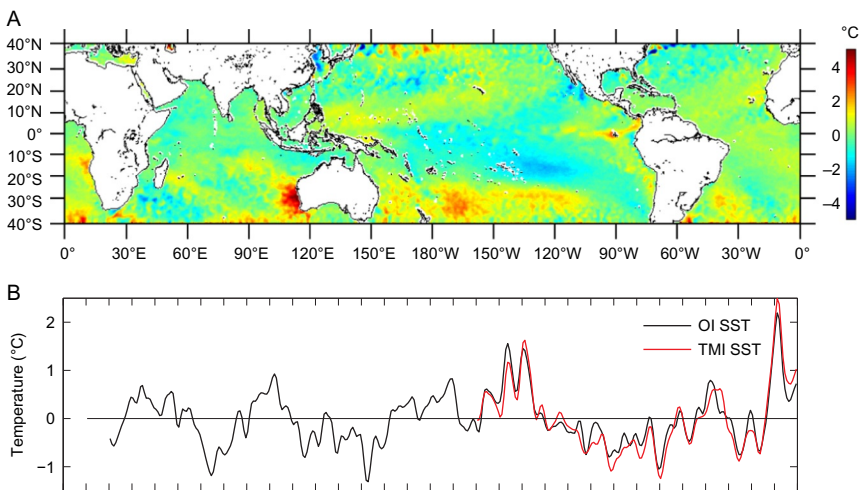 A
°C
40°N
30°N
20°N
10°N
0°
10°S
20°S
30°S
40°S
4
2
0
−2
−4
0° 30°E 60°E 90°E 120°E 150°E 180°W 150°W 120°W 90°W 60°W 30°W 0°
B
Temperature (°C)
2
1
0
−1
OI SST
TMI SST